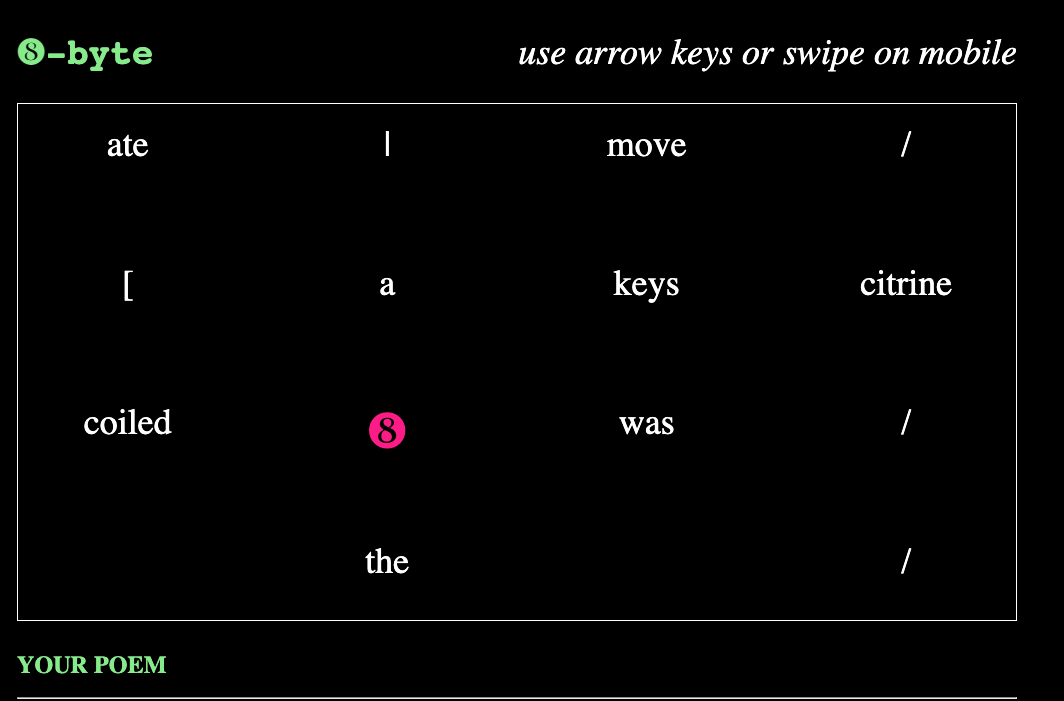 ❽-byte use arrow keys or swipe on mobile
ate | move /
[ a keys citrine
coiled ❽ was /
the /
YOUR POEM